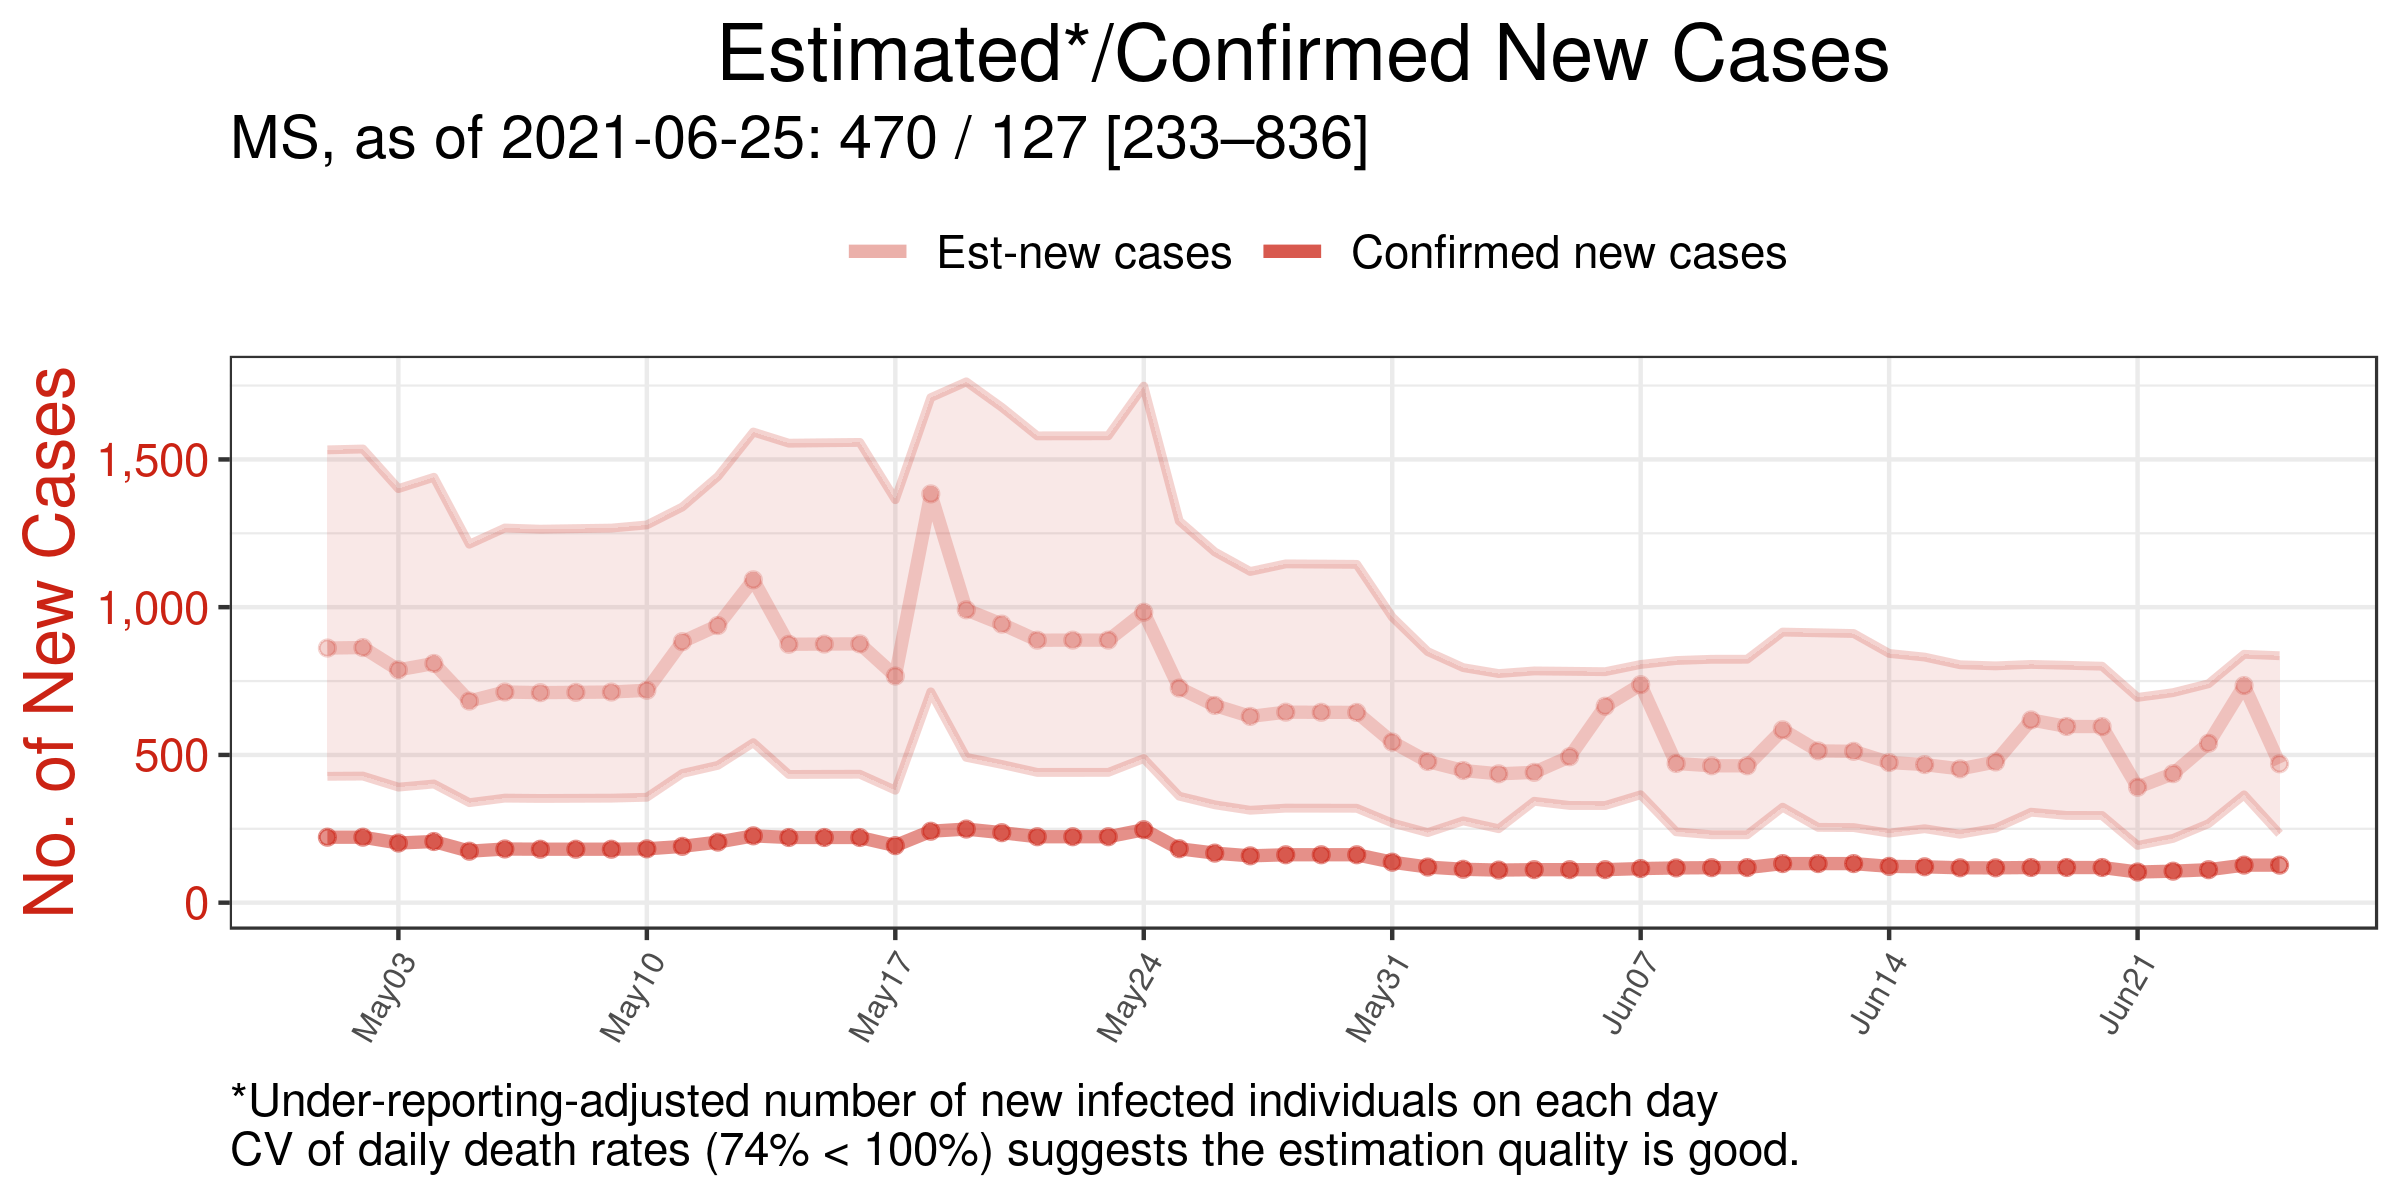 Estimated*/Confirmed New Cases
MS, as of 2021-06-25: 470 / 127 [233–836]
Est-new cases
Confirmed new cases
No. of New Cases
1,500
1,000
500
0
May03
May10
May17
May24
May31
Jun07
Jun14
Jun21
*Under-reporting-adjusted number of new infected individuals on each day
CV of daily death rates (74% < 100%) suggests the estimation quality is good.